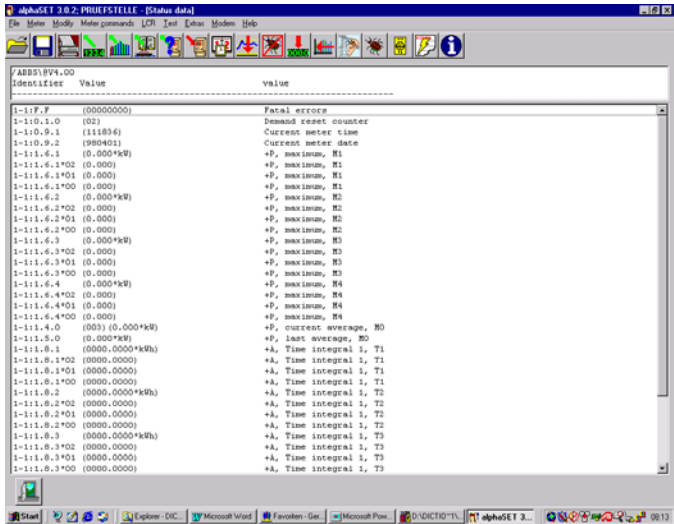 alphaSET 3.0.2; PRUEFSTELLE - [Status data]
File Meter Modify Meter commands LCR Test Extras Modem Help
/ABB5\@V4.00
Identifier Value value
1-1:F.F (00000000) Fatal errors
1-1:0.1.0 (02) Demand reset counter
1-1:0.9.1 (111836) Current meter time
1-1:0.9.2 (980401) Current meter date
1-1:1.6.1 (0.000*kW) +P, maximum, M1
1-1:1.6.1*02 (0.000) +P, maximum, M1
1-1:1.6.1*01 (0.000) +P, maximum, M1
1-1:1.6.1*00 (0.000) +P, maximum, M1
1-1:1.6.2 (0.000*kW) +P, maximum, M2
1-1:1.6.2*02 (0.000) +P, maximum, M2
1-1:1.6.2*01 (0.000) +P, maximum, M2
1-1:1.6.2*00 (0.000) +P, maximum, M2
1-1:1.6.3 (0.000*kW) +P, maximum, M3
1-1:1.6.3*02 (0.000) +P, maximum, M3
1-1:1.6.3*01 (0.000) +P, maximum, M3
1-1:1.6.3*00 (0.000) +P, maximum, M3
1-1:1.6.4 (0.000*kW) +P, maximum, M4
1-1:1.6.4*02 (0.000) +P, maximum, M4
1-1:1.6.4*01 (0.000) +P, maximum, M4
1-1:1.6.4*00 (0.000) +P, maximum, M4
1-1:1.4.0 (003)(0.000*kW) +P, current average, M0
1-1:1.5.0 (0.000*kW) +P, last average, M0
1-1:1.8.1 (0000.0000*kWh) +A, Time integral 1, T1
1-1:1.8.1*02 (0000.0000) +A, Time integral 1, T1
1-1:1.8.1*01 (0000.0000) +A, Time integral 1, T1
1-1:1.8.1*00 (0000.0000) +A, Time integral 1, T1
1-1:1.8.2 (0000.0000*kWh) +A, Time integral 1, T2
1-1:1.8.2*02 (0000.0000) +A, Time integral 1, T2
1-1:1.8.2*01 (0000.0000) +A, Time integral 1, T2
1-1:1.8.2*00 (0000.0000) +A, Time integral 1, T2
1-1:1.8.3 (0000.0000*kWh) +A, Time integral 1, T3
1-1:1.8.3*02 (0000.0000) +A, Time integral 1, T3
1-1:1.8.3*01 (0000.0000) +A, Time integral 1, T3
1-1:1.8.3*00 (0000.0000) +A, Time integral 1, T3
Start Explorer - DIC... Microsoft Word Favoriten - Ger... Microsoft Pow... D:\DICTIO~1\... alphaSET 3.... 08:13